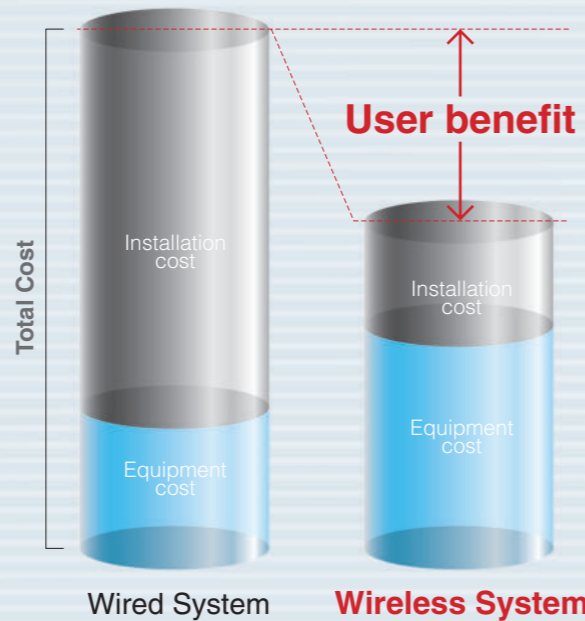 User benefit
Total Cost
Installation
cost
Equipment
cost
Installation
cost
Equipment
cost
Wired System
Wireless System